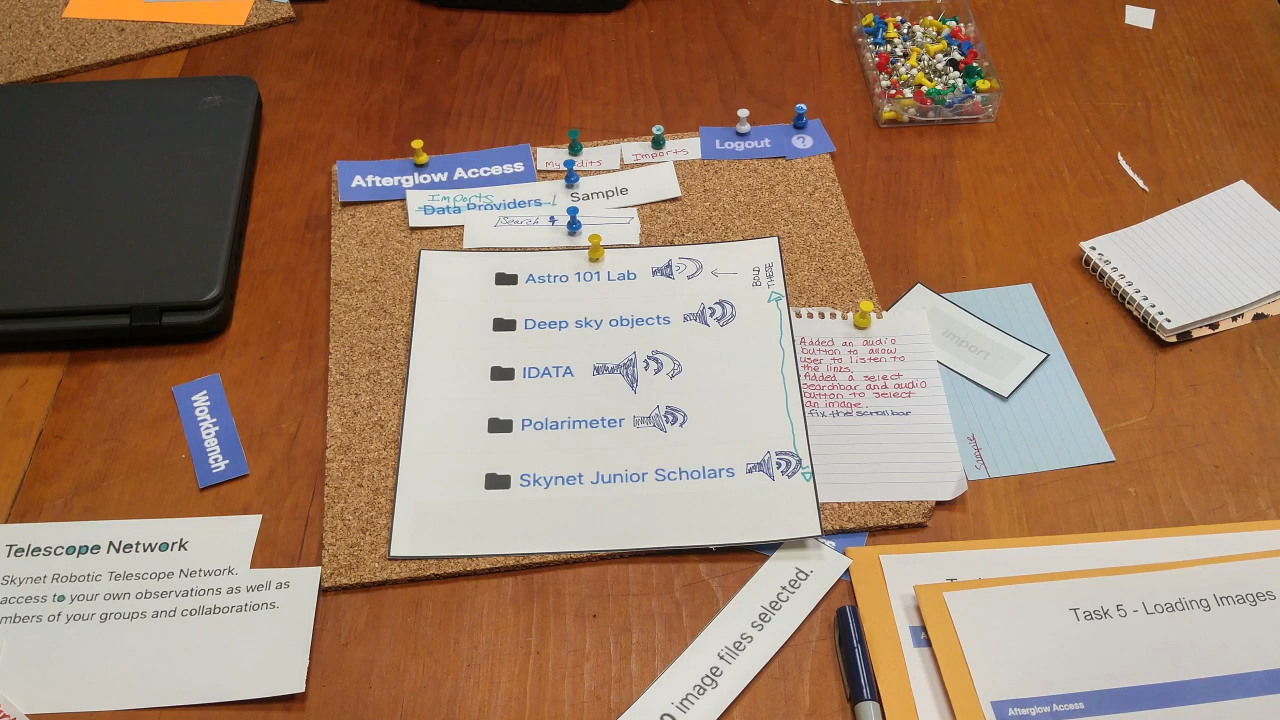 Afterglow Access
My Edits
Imports
Logout ?
Imports
Data Providers / Sample
Search
Astro 101 Lab
BOLD
THESE
Deep sky objects
IDATA
Polarimeter
Skynet Junior Scholars
Added an audio
button to allow
user to listen to
the links.
Added a select
searchbar and audio
button to select
an image.
fix the scrollbar
import
Sample
Workbench
Telescope Network
Skynet Robotic Telescope Network.
access to your own observations as well as
mbers of your groups and collaborations.
0 image files selected.
Task 5 - Loading Images
Afterglow Access